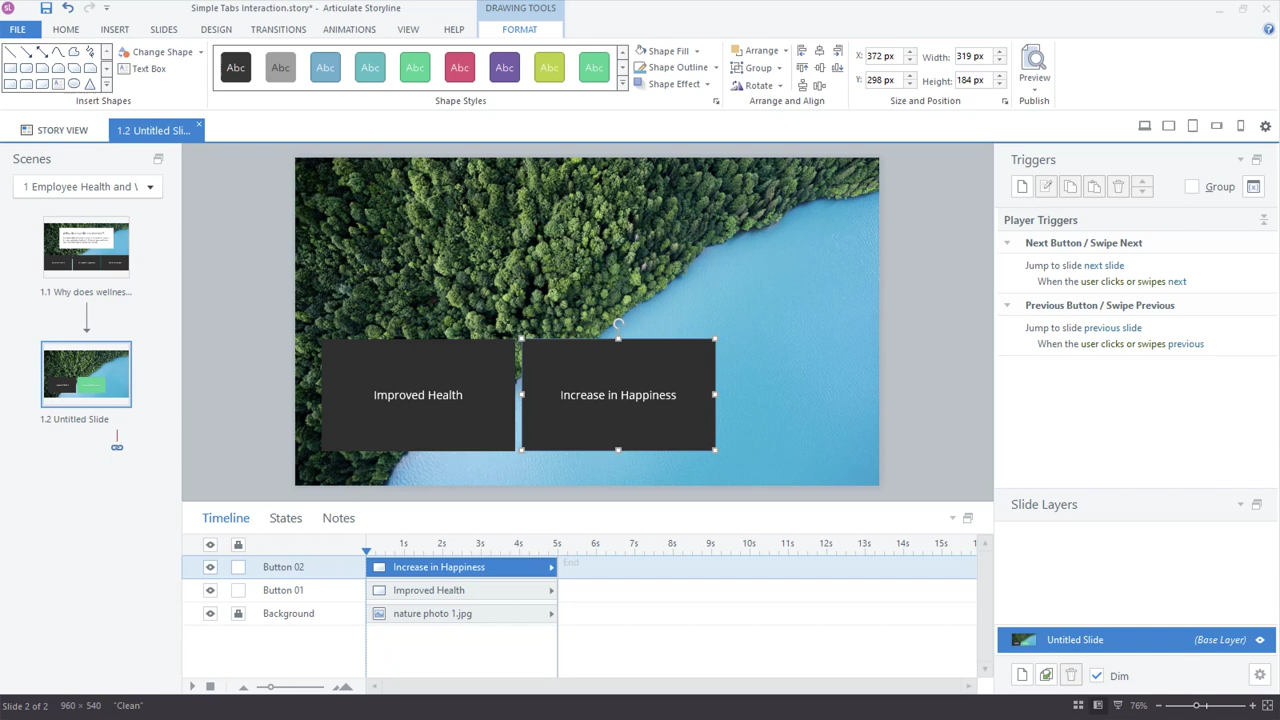 Simple Tabs Interaction.story* - Articulate Storyline
DRAWING TOOLS
FILE HOME INSERT SLIDES DESIGN TRANSITIONS ANIMATIONS VIEW HELP FORMAT
Change Shape
Text Box
Insert Shapes
Abc Abc Abc Abc Abc Abc Abc Abc Abc
Shape Fill
Shape Outline
Shape Effect
Shape Styles
Arrange
Group
Rotate
Arrange and Align
X: 372 px Width: 319 px
Y: 298 px Height: 184 px
Size and Position
Preview
Publish
STORY VIEW
1.2 Untitled Sli...
Scenes
1 Employee Health and \
1.1 Why does wellnes...
1.2 Untitled Slide
Improved Health
Increase in Happiness
Triggers
Group
Player Triggers
Next Button / Swipe Next
Jump to slide next slide
When the user clicks or swipes next
Previous Button / Swipe Previous
Jump to slide previous slide
When the user clicks or swipes previous
Slide Layers
Untitled Slide (Base Layer)
Dim
Timeline States Notes
1s 2s 3s 4s 5s 6s 7s 8s 9s 10s 11s 12s 13s 14s 15s 1
Button 02 Increase in Happiness End
Button 01 Improved Health
Background nature photo 1.jpg
Slide 2 of 2 960 × 540 "Clean" 76%